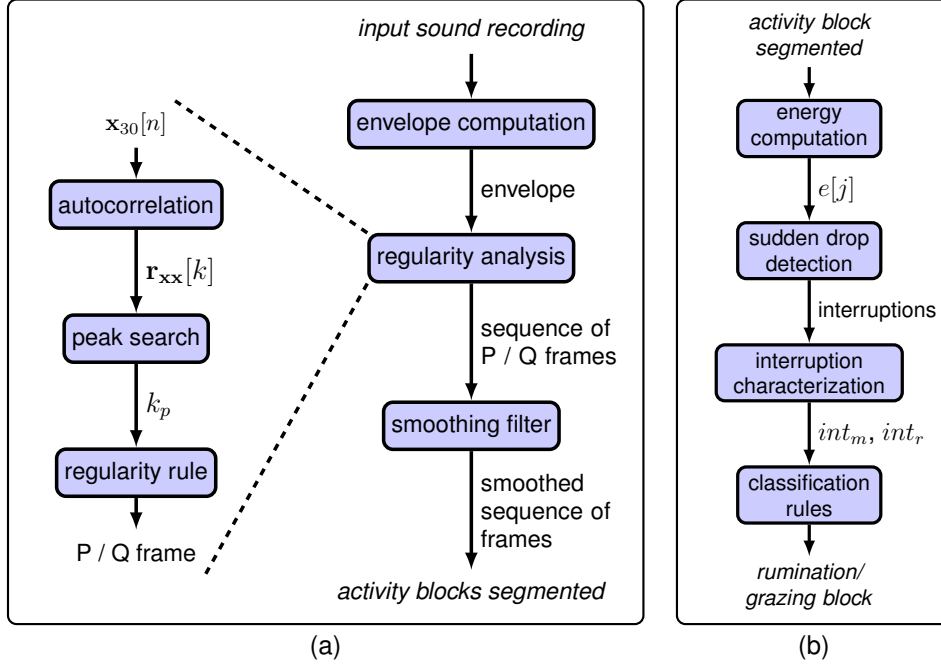 input sound recording
envelope computation
envelope
regularity analysis
sequence of
P / Q frames
smoothing filter
smoothed
sequence of
frames
activity blocks segmented
x₃₀[n]
autocorrelation
rₓₓ[k]
peak search
kₚ
regularity rule
P / Q frame
(a)
activity block
segmented
energy
computation
e[j]
sudden drop
detection
interruptions
interruption
characterization
intₘ, intᵣ
classification
rules
rumination/
grazing block
(b)